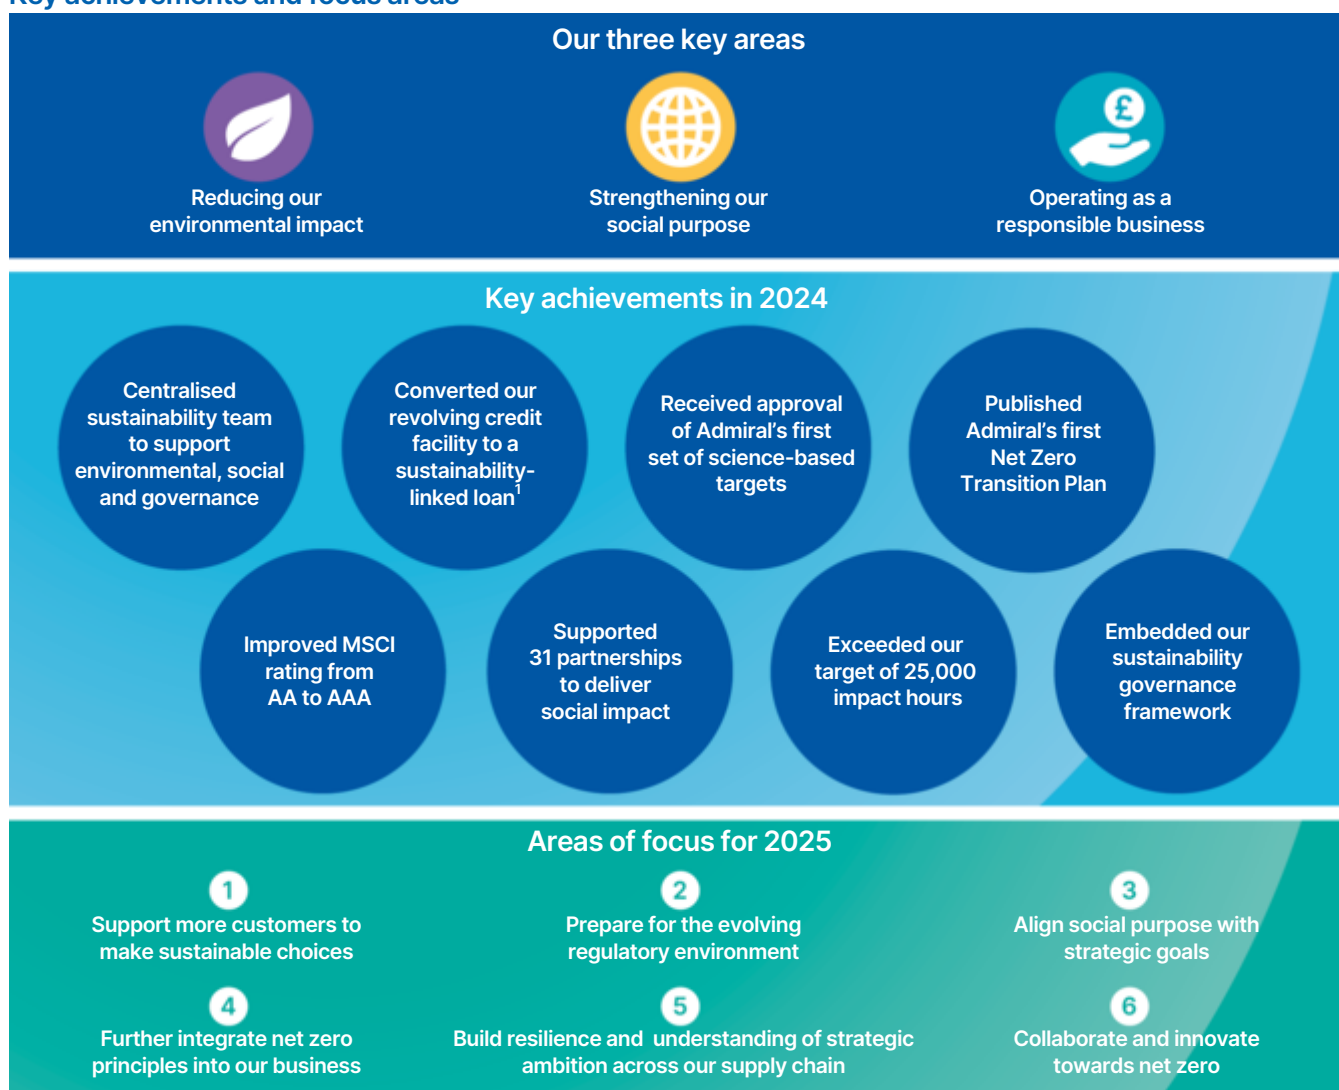 Key achievements and focus areas
Our three key areas
£
Reducing our
environmental impact
Strengthening our
social purpose
Operating as a
responsible business
Key achievements in 2024
Centralised
sustainability team
to support
environmental, social
and governance
Converted our
revolving credit
facility to a
sustainability-
linked loan1
Received approval
of Admiral’s first
set of science-based
targets
Published
Admiral’s first
Net Zero
Transition Plan
Improved MSCI
rating from
AA to AAA
Supported
31 partnerships
to deliver
social impact
Exceeded our
target of 25,000
impact hours
Embedded our
sustainability
governance
framework
Areas of focus for 2025
1
Support more customers to
make sustainable choices
2
Prepare for the evolving
regulatory environment
3
Align social purpose with
strategic goals
4
Further integrate net zero
principles into our business
5
Build resilience and understanding of strategic
ambition across our supply chain
6
Collaborate and innovate
towards net zero